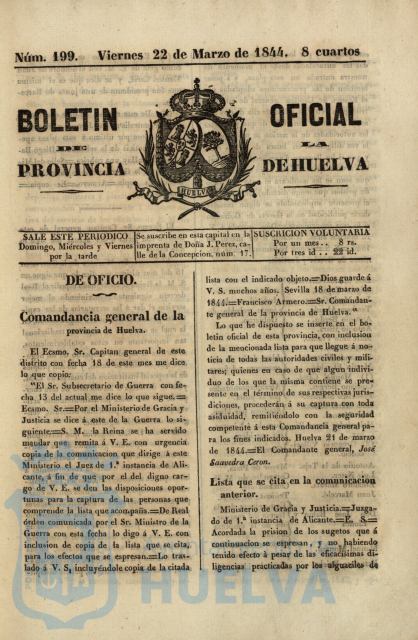 Núm. 199. Viernes 22 de Marzo de 1844. 8 cuartos
BOLETIN OFICIAL
DE LA
PROVINCIA DE HUELVA
HUELVA
SALE ESTE PERIODICO
Domingo, Miércoles y Viernes
por la tarde
Se suscribe en esta capital en la
imprenta de Doña J. Perez, ca-
lle de la Concepcion, núm. 17.
SUSCRICION VOLUNTARIA
Por un mes . . 8 rs.
Por tres id . . 22 id.
DE OFICIO.
Comandancia general de la
provincia de Huelva.
El Ecsmo. Sr. Capitan general de este
distrito con fecha 18 de este mes me dice
lo que copio:
"El Sr. Subsecretario de Guerra con fe-
cha 13 del actual me dice lo que sigue.=
Ecsmo. Sr.=Por el Ministerio de Gracia y
Justicia se dice á este de la Guerra lo si-
guiente:=S. M. la Reina se ha servido
mandar que remita á V. E. con urgencia
copia de la comunicacion que dirige á este
Ministerio el Juez de 1.ª instancia de Ali-
cante, á fin de que por el del digno car-
go de V. E. se den las disposiciones opor-
tunas para la captura de las personas que
comprende la lista que acompaña.=De Real
órden comunicada por el Sr. Ministro de la
Guerra con esta fecha lo digo á V. E. con
inclusion de copia de la lista que se cita,
para los efectos que se espresan.=Lo tras-
lado á V. S. incluyéndole copia de la citada
lista con el indicado objeto.=Dios guarde á
V. S. muchos años. Sevilla 18 de marzo de
1844.=Francisco Armero.=Sr. Comandan-
te general de la provincia de Huelva."
Lo que he dispuesto se inserte en el bo-
letin oficial de esta provincia, con inclusion
de la mencionada lista para que llegue á no-
ticia de todas las autoridades civiles y mili-
tares; quienes en caso de que algun indivi-
duo de los que la misma contiene se pre-
sente en el término de sus respectivas juris-
diciones, procederán á su captura con toda
asiduidad, remitiéndolo con la seguridad
competente á esta Comandancia general pa-
ra los fines indicados. Huelva 21 de marzo
de 1844.=El Comandante general, José
Saavedra Ceron.
Lista que se cita en la comunicacion
anterior.
Ministerio de Gracia y Justicia.=Juzga-
do de 1.ª instancia de Alicante.=E. S.=
Acordada la prision de los sugetos que á
continuacion se espresan, y no habiendo
tenido efecto á pesar de las eficacísimas di-
ligencias practicadas por los alguaciles de
HUELVA